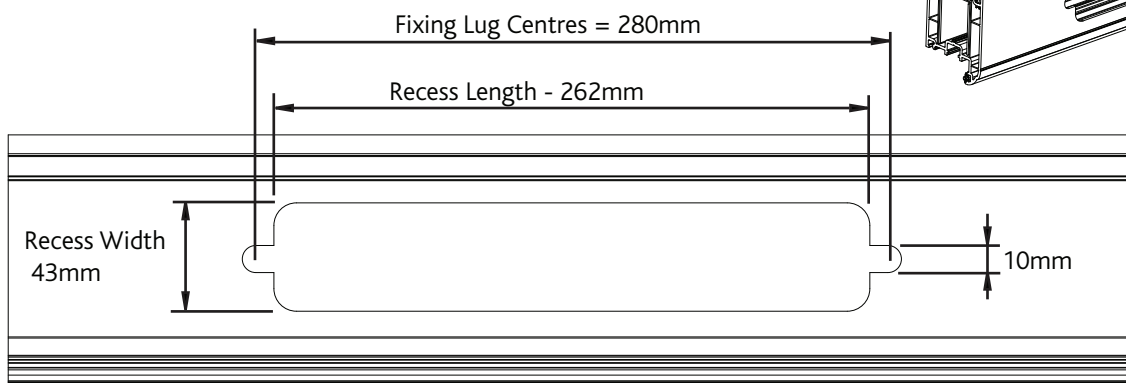 Fixing Lug Centres = 280mm
Recess Length - 262mm
Recess Width
43mm
10mm